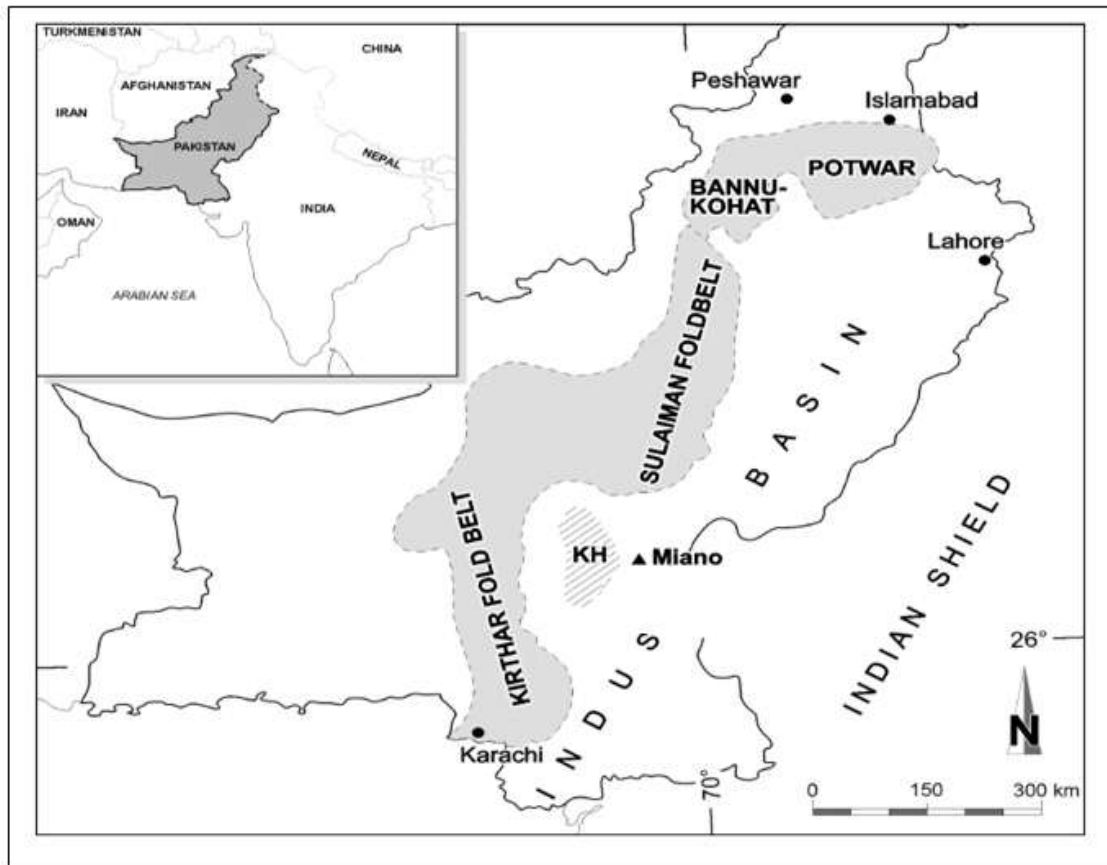 TURKMENISTAN
CHINA
AFGHANISTAN
IRAN
PAKISTAN
NEPAL
OMAN
INDIA
ARABIAN SEA
Peshawar
Islamabad
POTWAR
BANNU-
KOHAT
Lahore
SULAIMAN FOLDBELT
KIRTHAR FOLD BELT
KH
Miano
INDUS BASIN
INDIAN SHIELD
26°
N
Karachi
70°
0 150 300 km